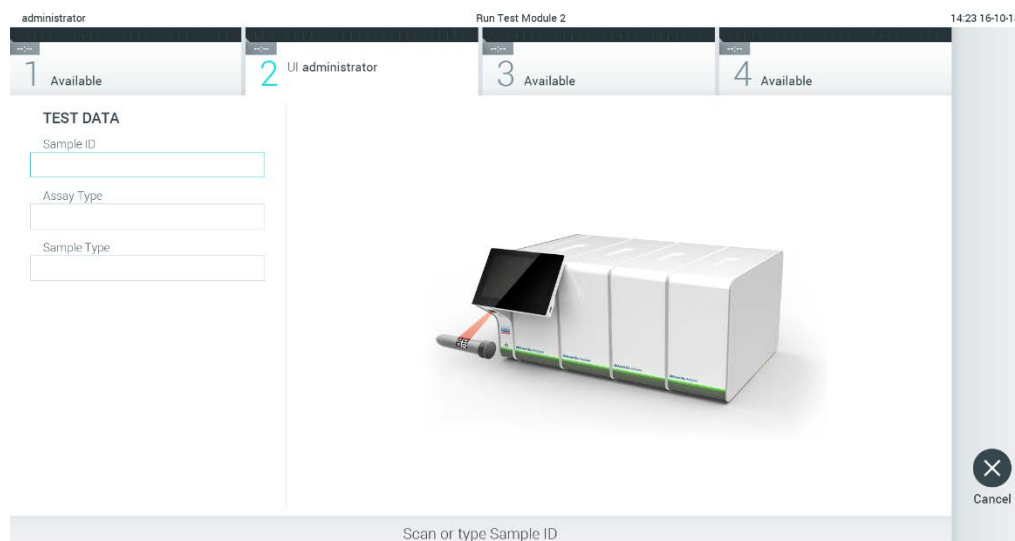 administrator
Run Test Module 2
14:23 16-10-1
--:--
--:--
--:--
--:--
1 Available
2 UI administrator
3 Available
4 Available
TEST DATA
Sample ID
Assay Type
Sample Type
Cancel
Scan or type Sample ID